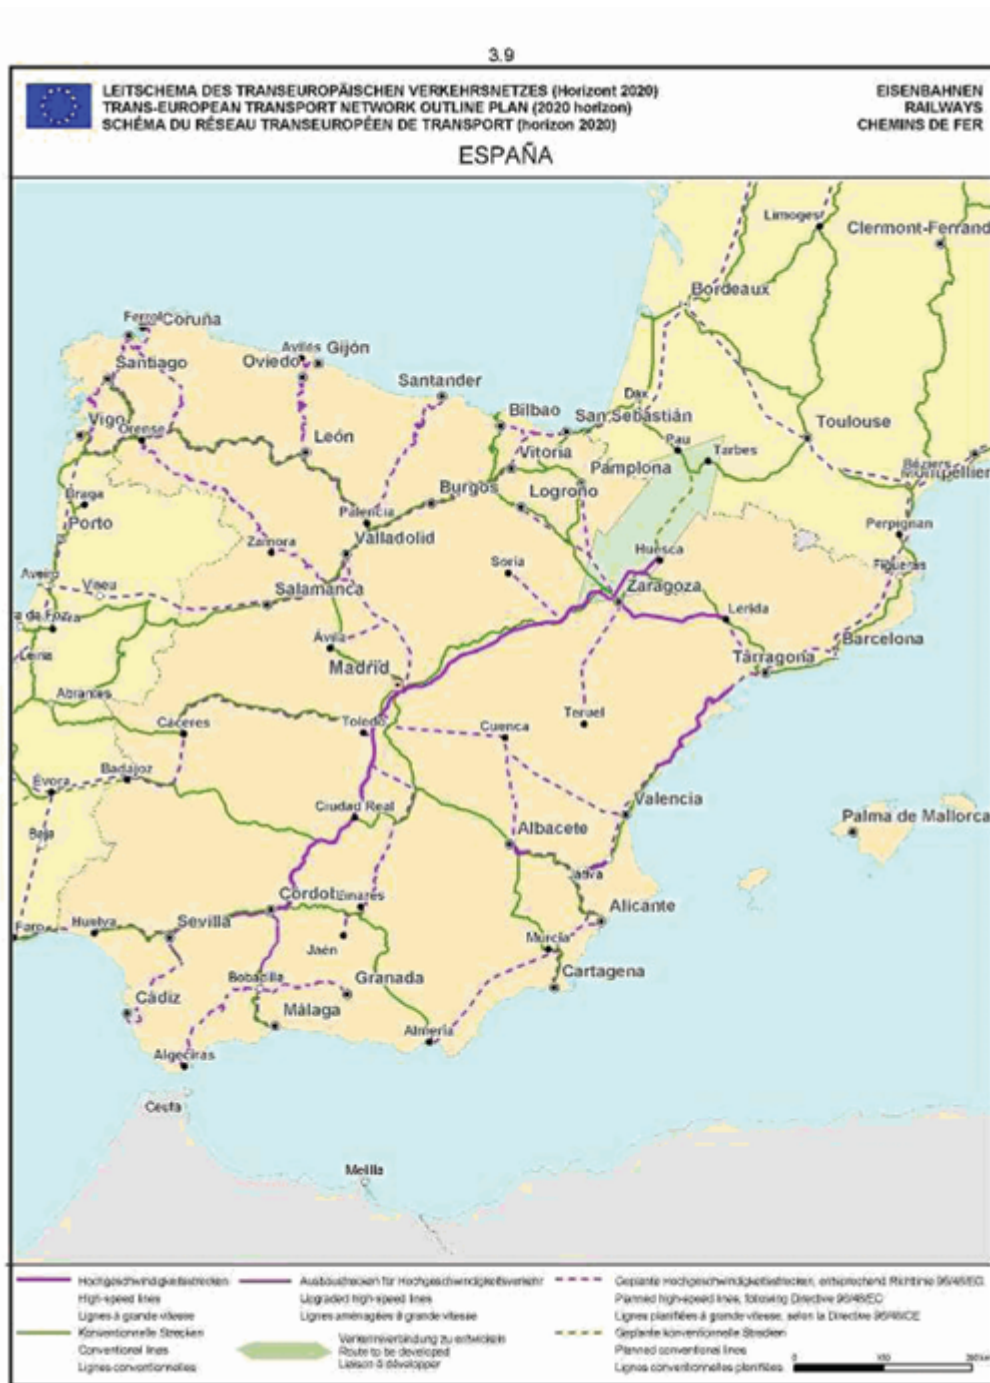 3.9
LEITSCHEMA DES TRANSEUROPÄISCHEN VERKEHRSNETZES (Horizont 2020)
TRANS-EUROPEAN TRANSPORT NETWORK OUTLINE PLAN (2020 horizon)
SCHÉMA DU RÉSEAU TRANSEUROPÉEN DE TRANSPORT (horizon 2020)
EISENBAHNEN
RAILWAYS
CHEMINS DE FER
ESPAÑA
Limoges
Clermont-Ferrand
Bordeaux
Ferrol
Coruña
Avilés
Gijón
Oviedo
Santiago
Santander
Dax
Bilbao
San Sebastián
Toulouse
Vigo
Orense
León
Pau
Tarbes
Vitoria
Pamplona
Béziers
Montpellier
Burgos
Logroño
Braga
Porto
Palencia
Perpignan
Zamora
Valladolid
Huesca
Soria
Figueras
Aveiro
Viseu
Salamanca
Zaragoza
Lerida
da Foz
Leiria
Ávila
Barcelona
Madrid
Tarragona
Abrantes
Cáceres
Toledo
Cuenca
Teruel
Badajoz
Évora
Ciudad Real
Valencia
Palma de Mallorca
Beja
Albacete
Linares
Alicante
Faro
Huelva
Sevilla
Jaén
Murcia
Cartagena
Bobadilla
Granada
Cádiz
Málaga
Almería
Algeciras
Ceuta
Melilla
Hochgeschwindigkeitsstrecken
High-speed lines
Lignes à grande vitesse
Konventionelle Strecken
Conventional lines
Lignes conventionnelles
Ausbaustrecken für Hochgeschwindigkeitsverkehr
Upgraded high-speed lines
Lignes aménagées à grande vitesse
Verkehrsverbindung zu entwickeln
Route to be developed
Liaison à développer
Geplante Hochgeschwindigkeitsstrecken, entsprechend Richtlinie 96/48/EG
Planned high-speed lines, following Directive 96/48/EC
Lignes planifiées à grande vitesse, selon la Directive 96/48/CE
Geplante konventionelle Strecken
Planned conventional lines
Lignes conventionnelles planifiées
0